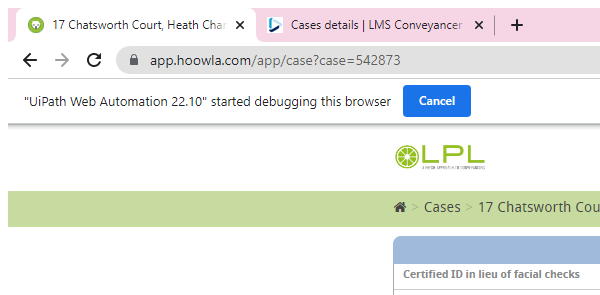 17 Chatsworth Court, Heath Char
Cases details | LMS Conveyancer
app.hoowla.com/app/case?case=542873
"UiPath Web Automation 22.10" started debugging this browser
Cancel
LPL
> Cases > 17 Chatsworth Cou
Certified ID in lieu of facial checks